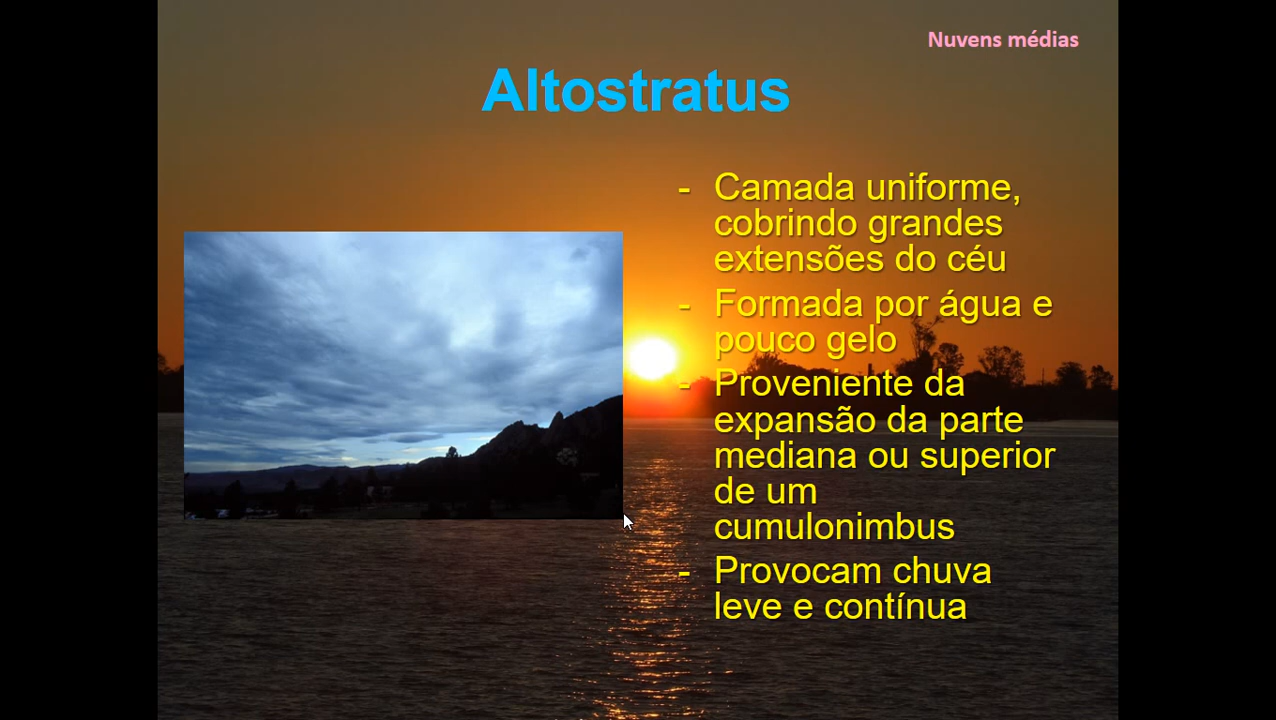 Nuvens médias
Altostratus
- Camada uniforme,
cobrindo grandes
extensões do céu
- Formada por água e
pouco gelo
- Proveniente da
expansão da parte
mediana ou superior
de um
cumulonimbus
- Provocam chuva
leve e contínua